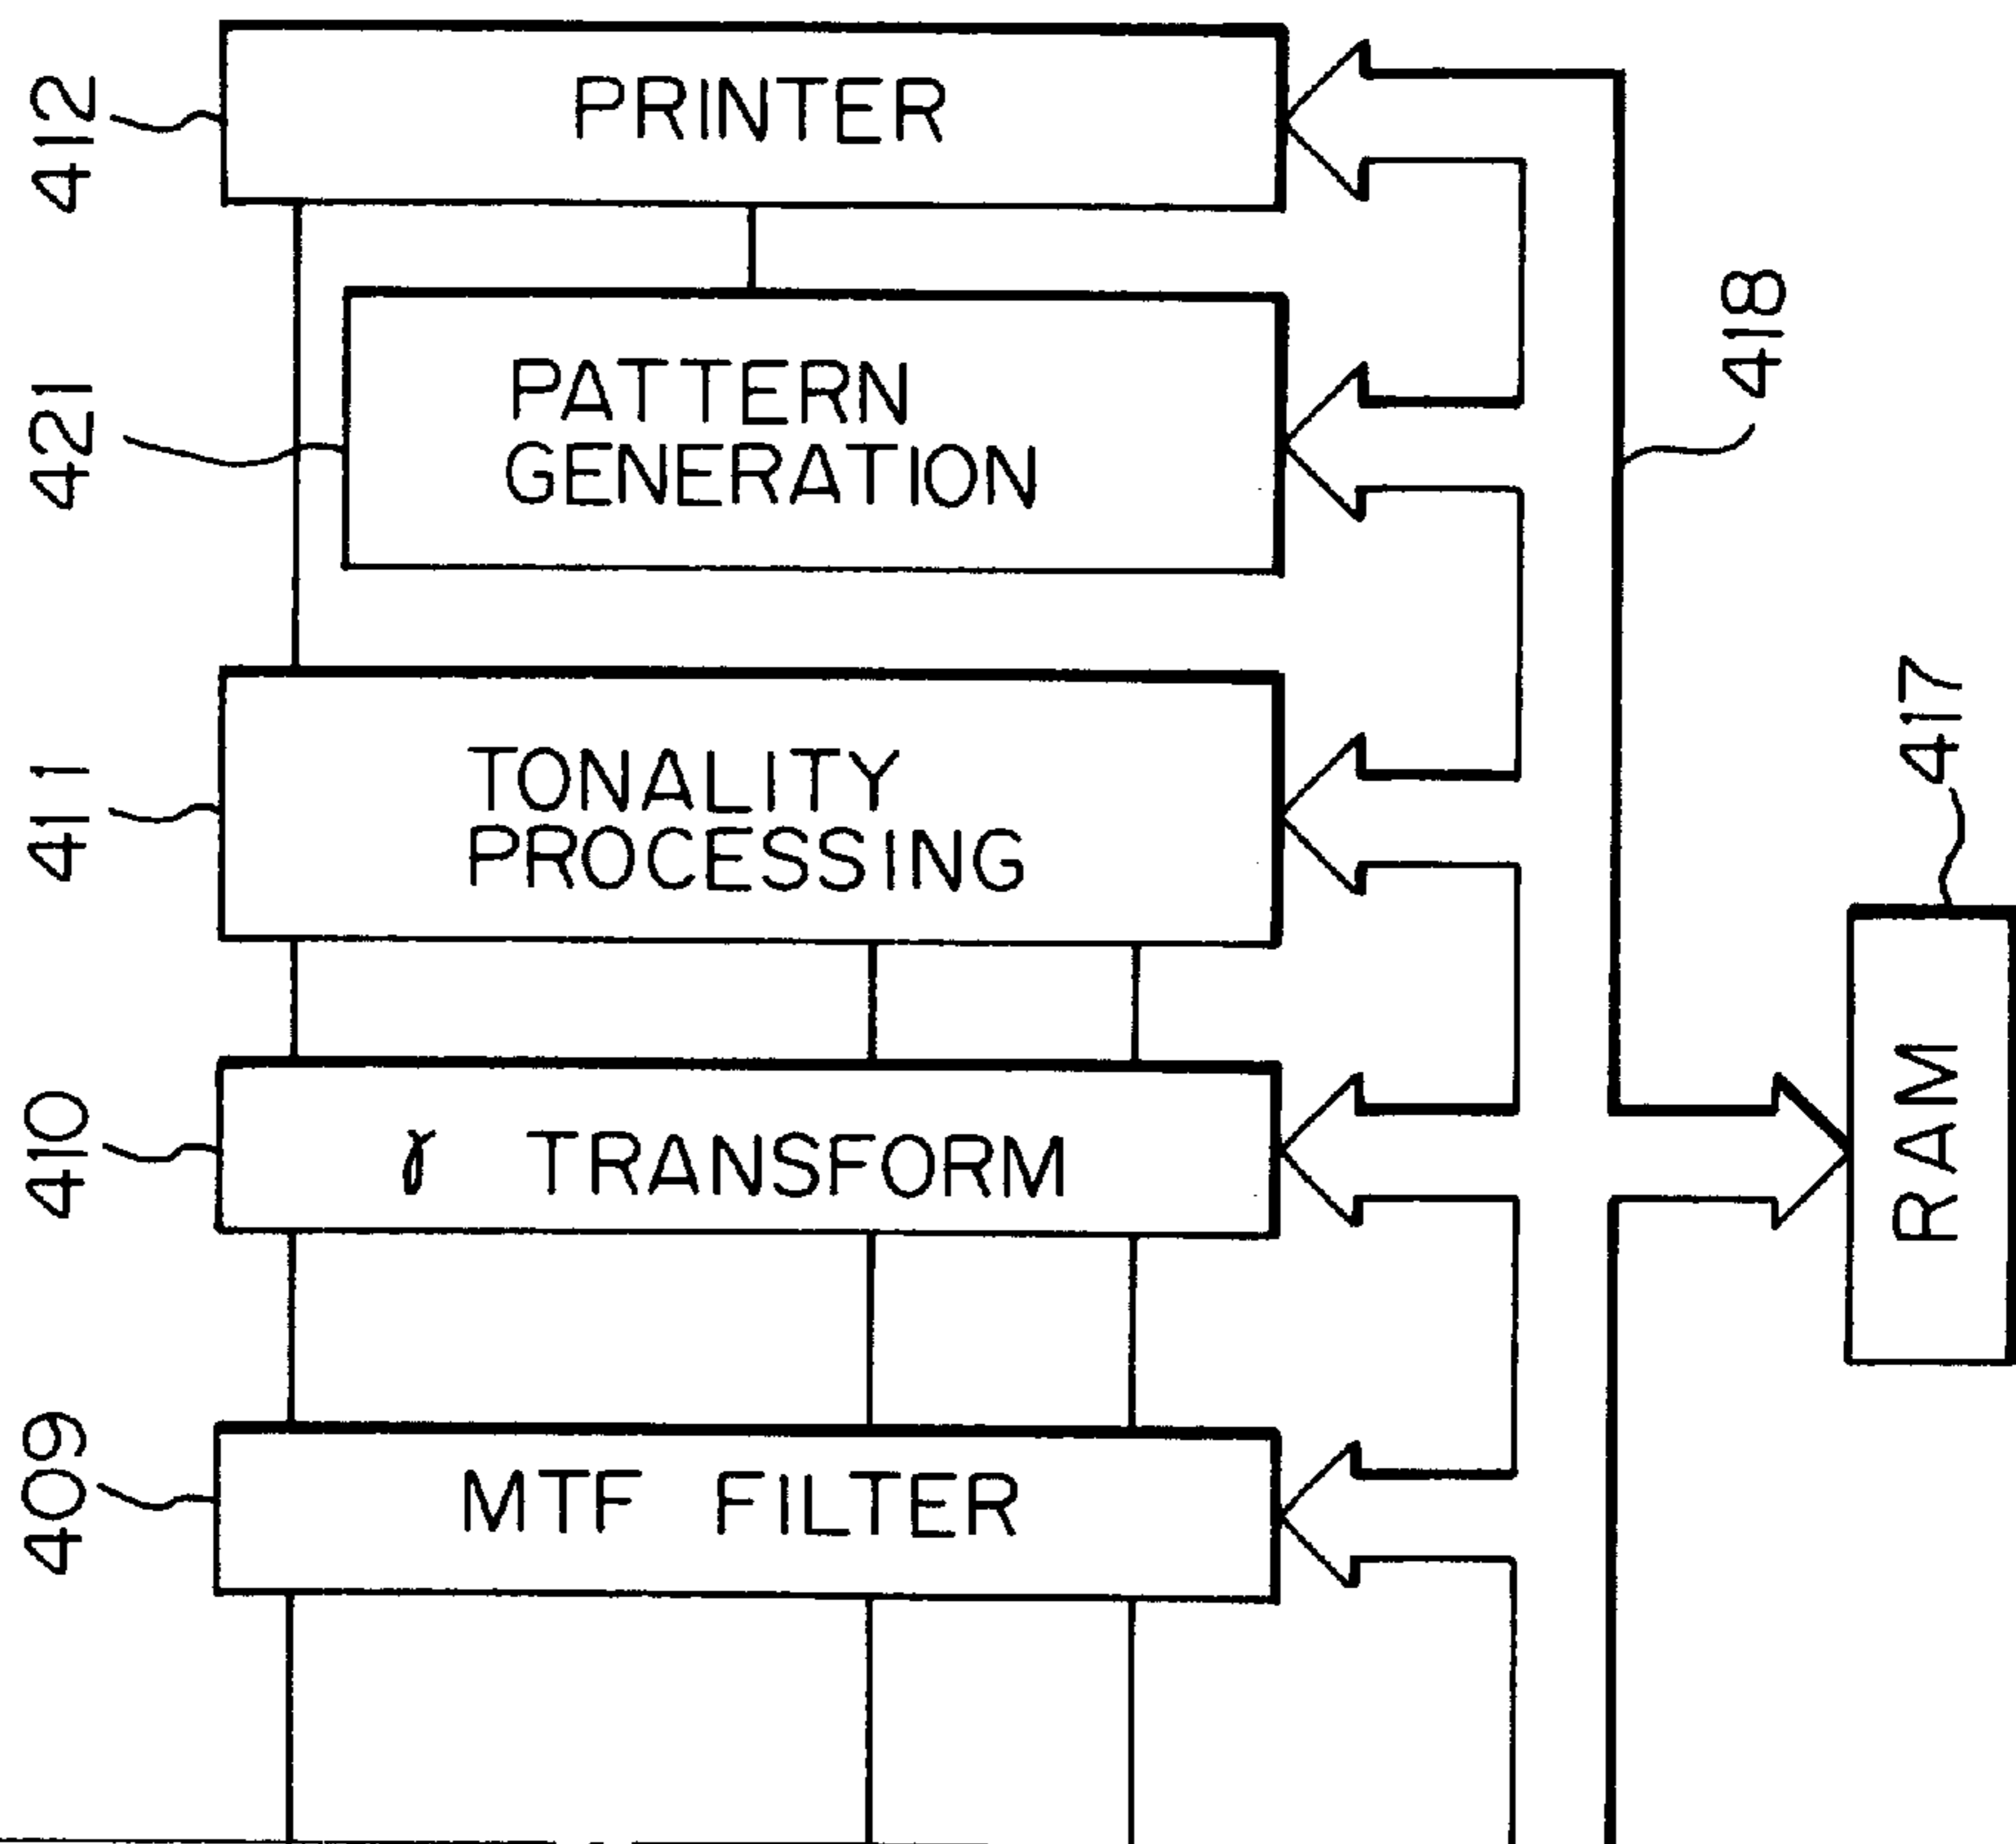 412
PRINTER
421
PATTERN
GENERATION
418
411
TONALITY
PROCESSING
417
410
γ TRANSFORM
RAM
409
MTF FILTER